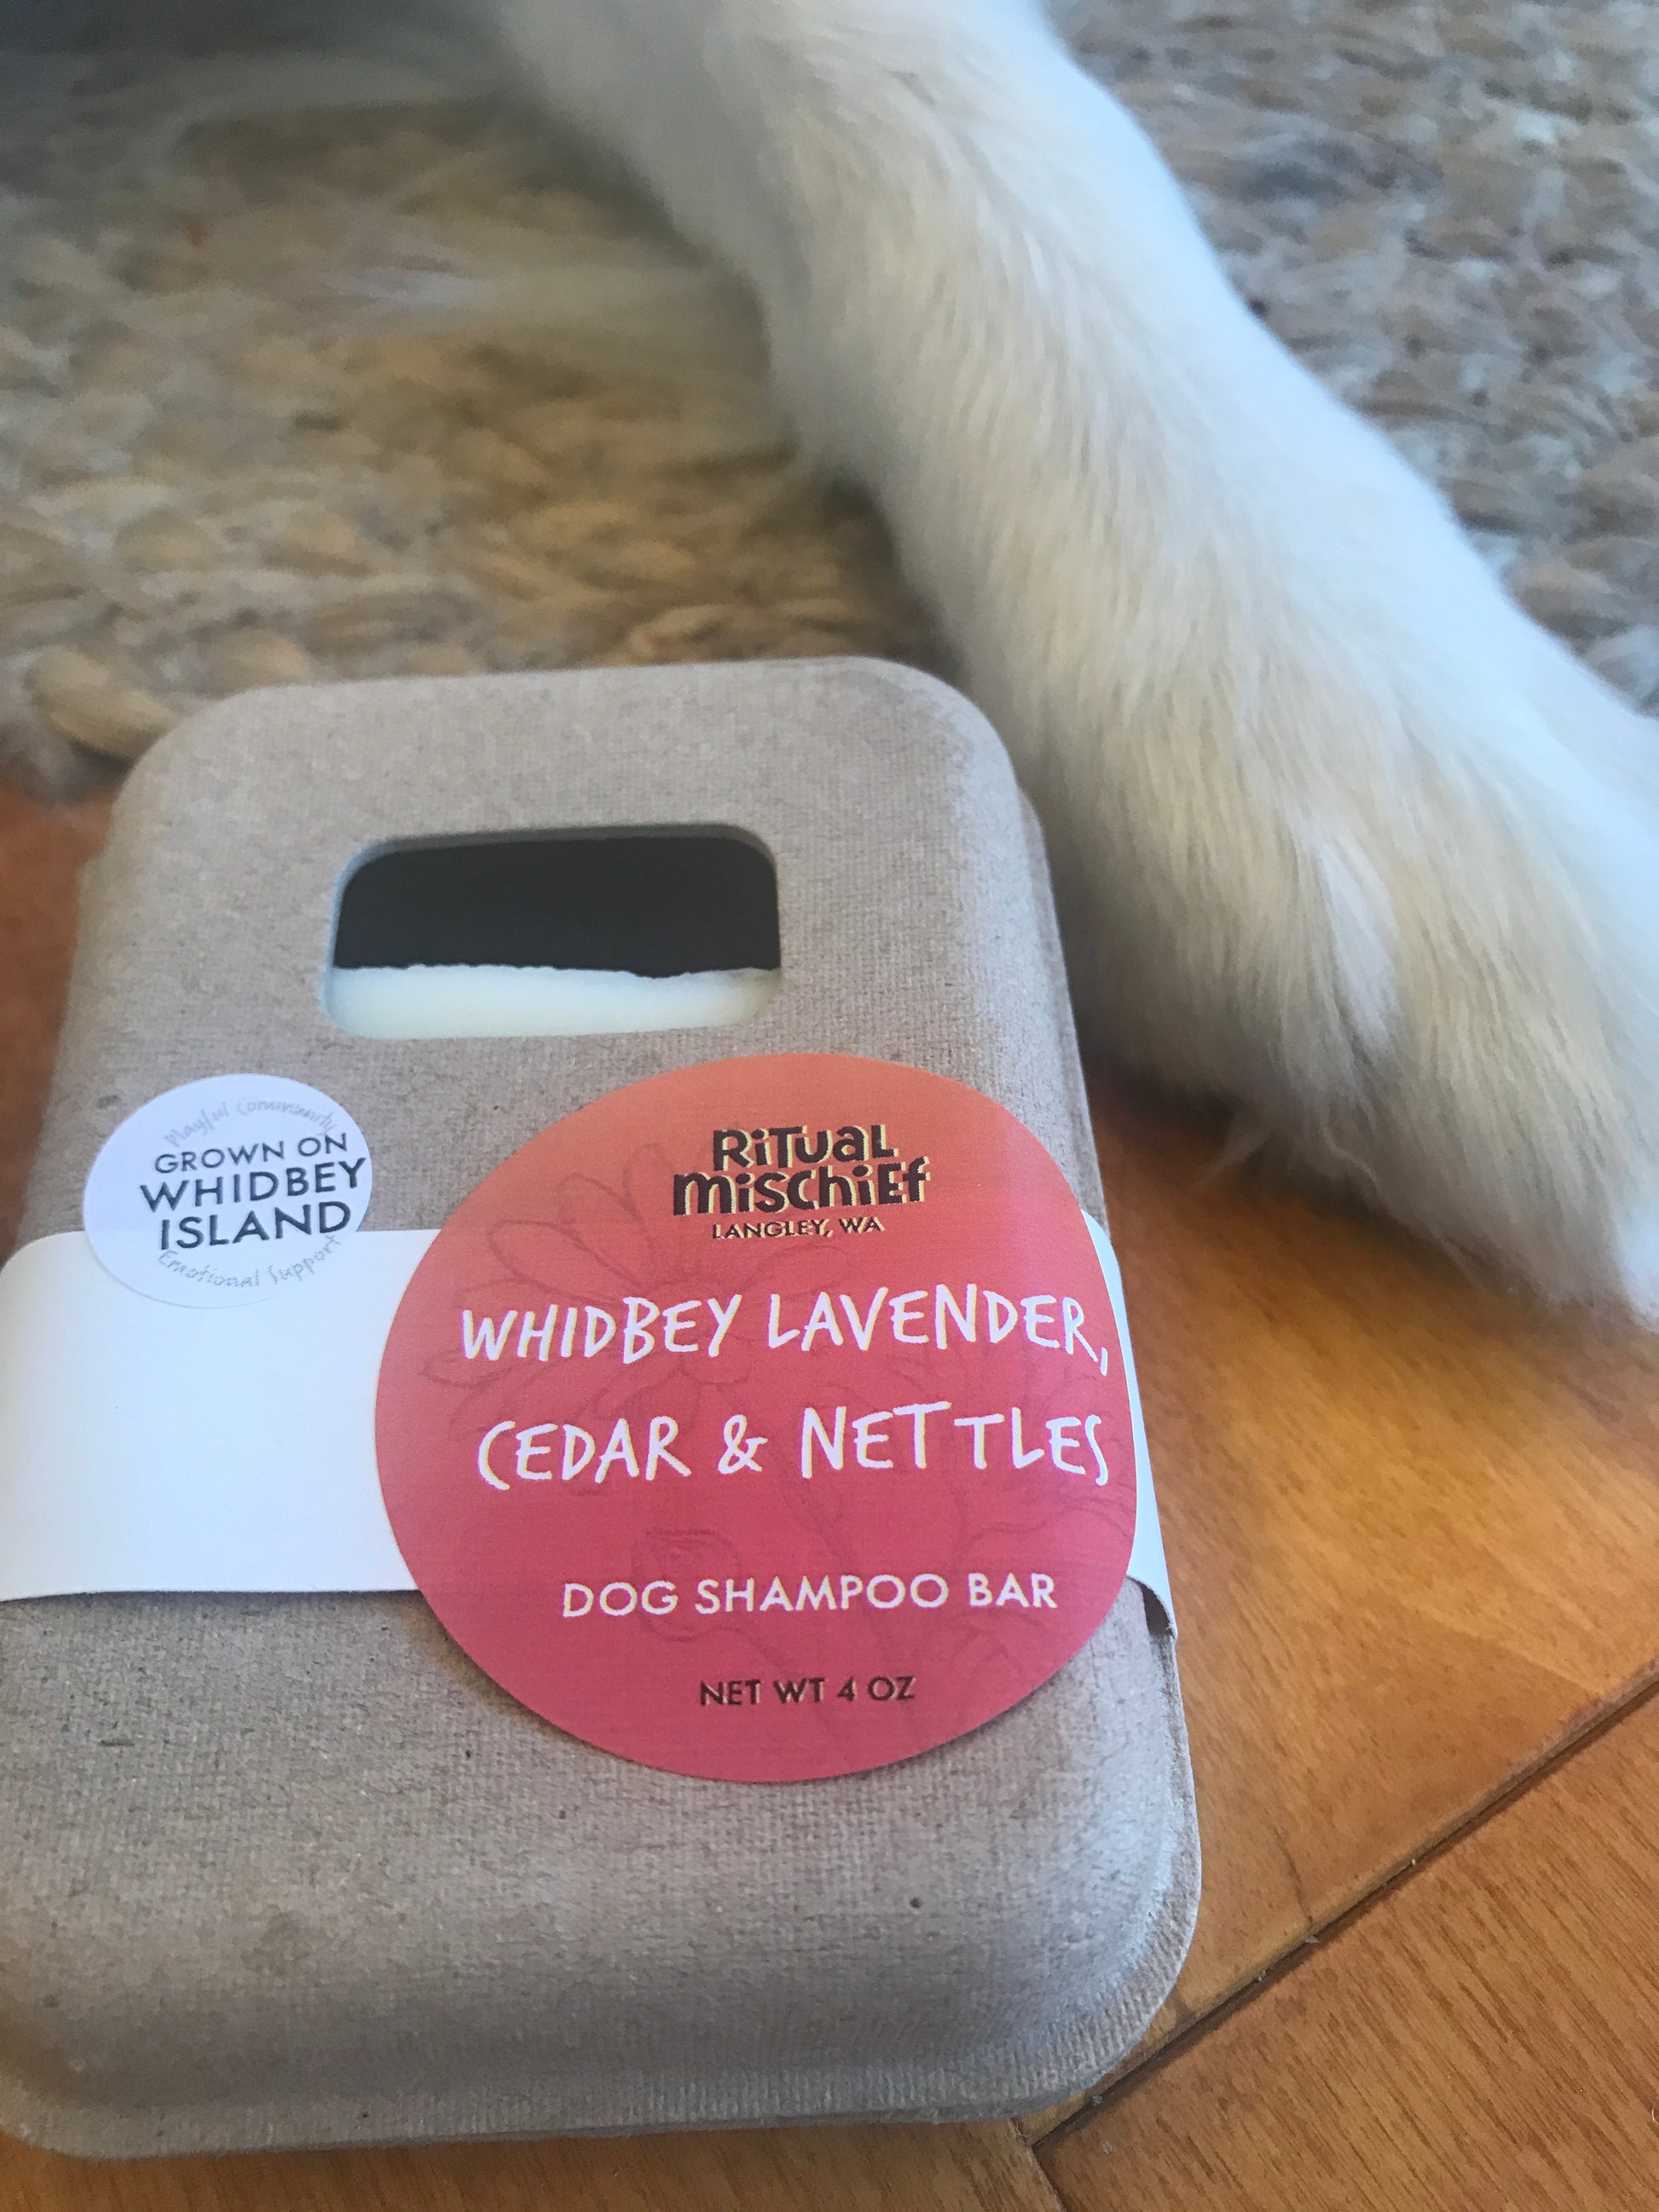 Playful Community
GROWN ON
WHIDBEY
ISLAND
Emotional Support
RiTuaL
MiSChiEf
LANGLEY, WA
WHIDBEY LAVENDER,
CEDAR & NETTLES
DOG SHAMPOO BAR
NET WT 4 OZ